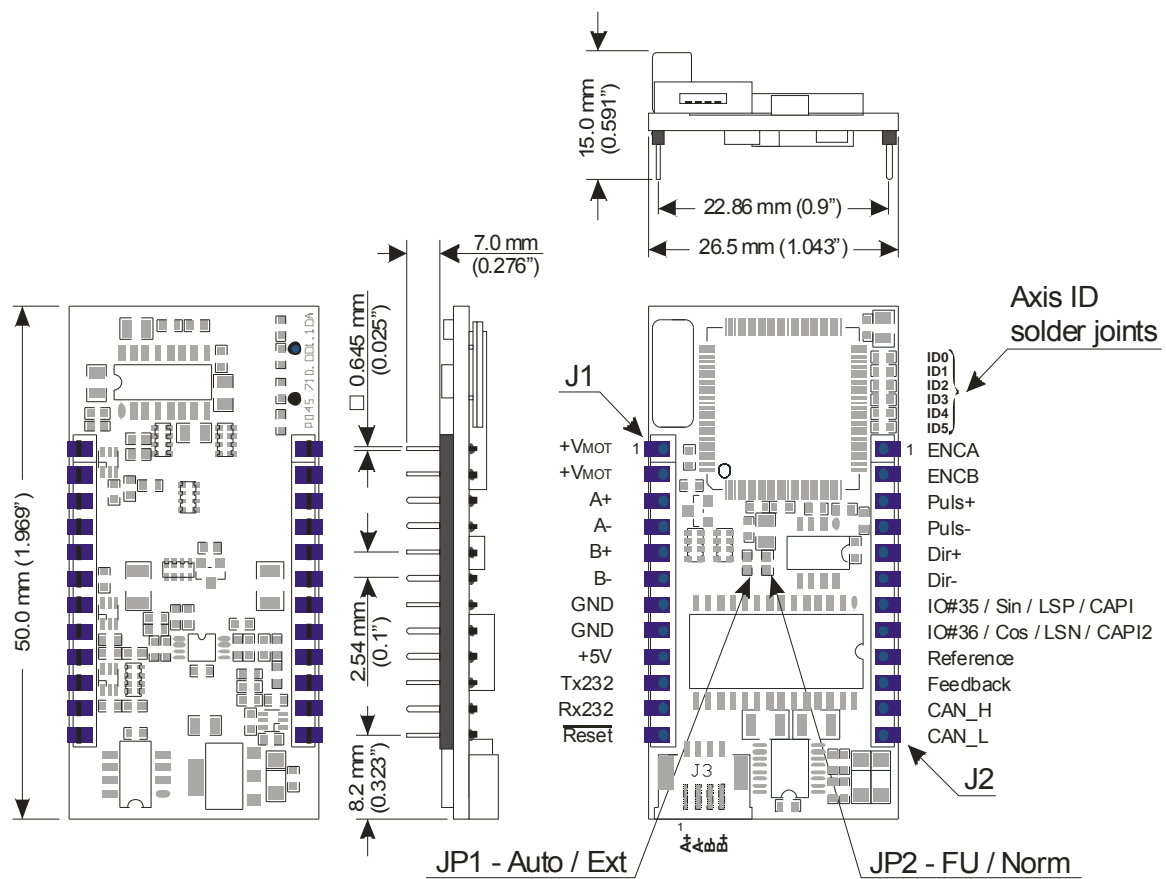 15.0 mm
(0.591")
22.86 mm (0.9")
26.5 mm (1.043")
7.0 mm
(0.276")
0.645 mm
(0.025")
50.0 mm (1.969")
2.54 mm
(0.1")
8.2 mm
(0.323")
Axis ID
solder joints
ID0
ID1
ID2
ID3
ID4
ID5
J1
1
+VMOT
+VMOT
A+
A-
B+
B-
GND
GND
+5V
Tx232
Rx232
Reset
1
ENCA
ENCB
Puls+
Puls-
Dir+
Dir-
IO#35 / Sin / LSP / CAPI
IO#36 / Cos / LSN / CAPI2
Reference
Feedback
CAN_H
CAN_L
J2
J3
1
A+
A-
B-
B+
JP1 - Auto / Ext
JP2 - FU / Norm